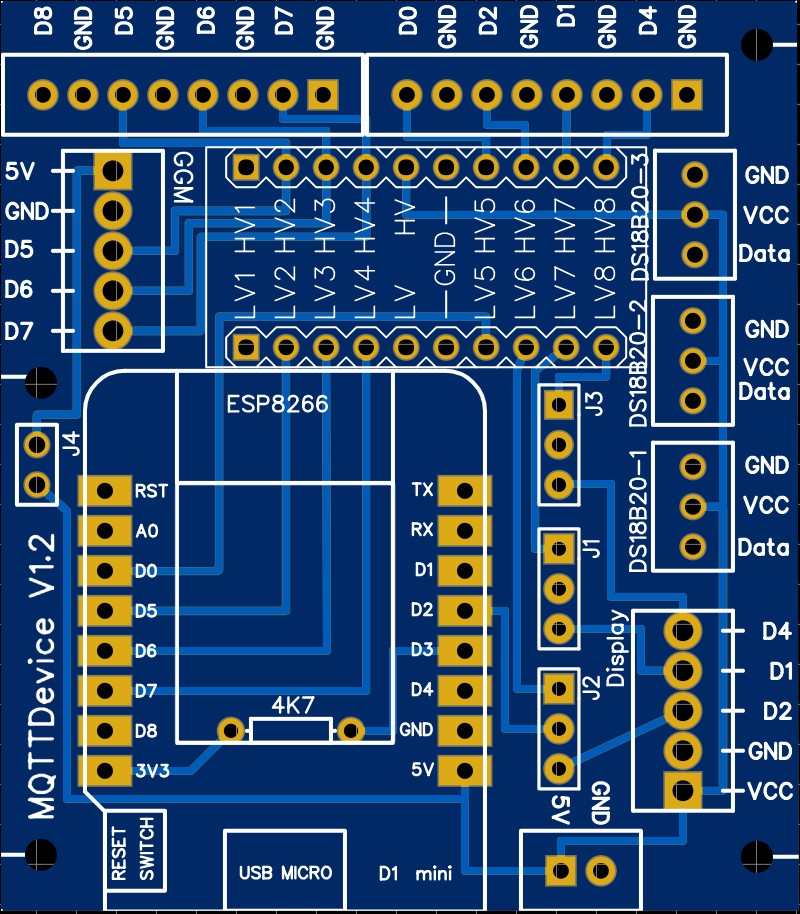 D8 GND D5 GND D6 GND D7 GND D0 GND D2 GND D1 GND D4 GND
5V
GND
D5
D6
D7
GGM
HV1 HV2 HV3 HV4 HV GND HV5 HV6 HV7 HV8
LV1 LV2 LV3 LV4 LV LV5 LV6 LV7 LV8
DS18B20-3
GND
VCC
Data
DS18B20-2
GND
VCC
Data
DS18B20-1
GND
VCC
Data
J4
ESP8266
J3
RST
A0
D0
D5
D6
D7
D8
3V3
TX
RX
D1
D2
D3
D4
GND
5V
4K7
J1
J2
Display
D4
D1
D2
GND
VCC
MQTTDevice V1.2
5V GND
RESET
SWITCH
USB MICRO
D1 mini